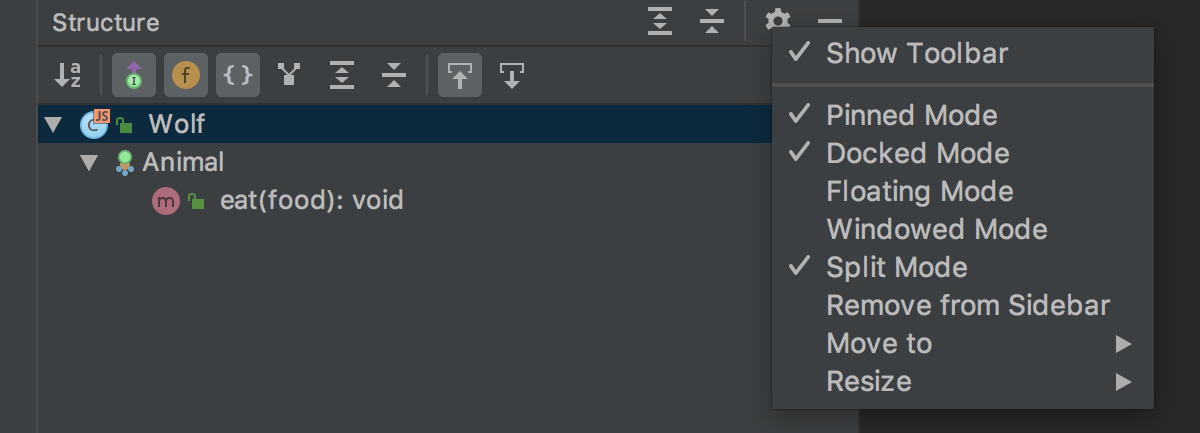 Structure
Show Toolbar
Wolf
Animal
eat(food): void
Pinned Mode
Docked Mode
Floating Mode
Windowed Mode
Split Mode
Remove from Sidebar
Move to
Resize